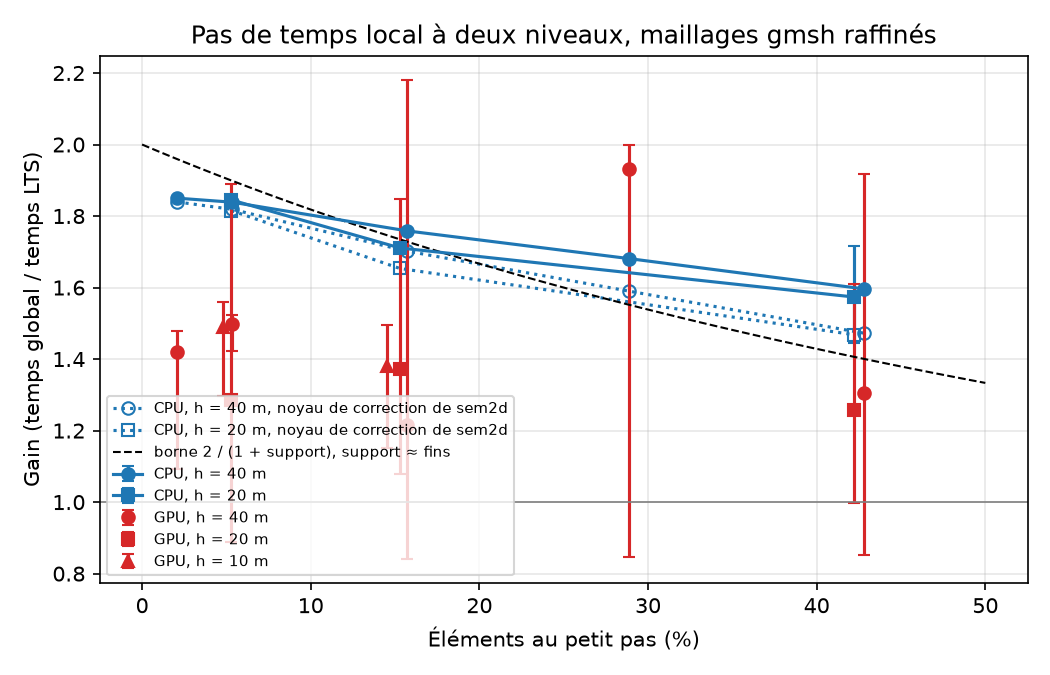 Pas de temps local à deux niveaux, maillages gmsh raffinés
Gain (temps global / temps LTS)
2.2
2.0
1.8
1.6
1.4
1.2
1.0
0.8
CPU, h = 40 m, noyau de correction de sem2d
CPU, h = 20 m, noyau de correction de sem2d
borne 2 / (1 + support), support ≈ fins
CPU, h = 40 m
CPU, h = 20 m
GPU, h = 40 m
GPU, h = 20 m
GPU, h = 10 m
0 10 20 30 40 50
Éléments au petit pas (%)